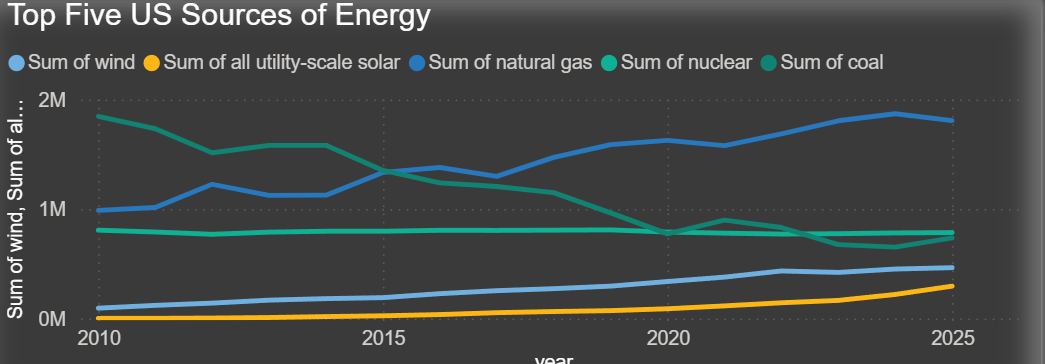 Top Five US Sources of Energy
Sum of wind Sum of all utility-scale solar Sum of natural gas Sum of nuclear Sum of coal
Sum of wind, Sum of al...
2M
1M
0M
2010 2015 2020 2025
year